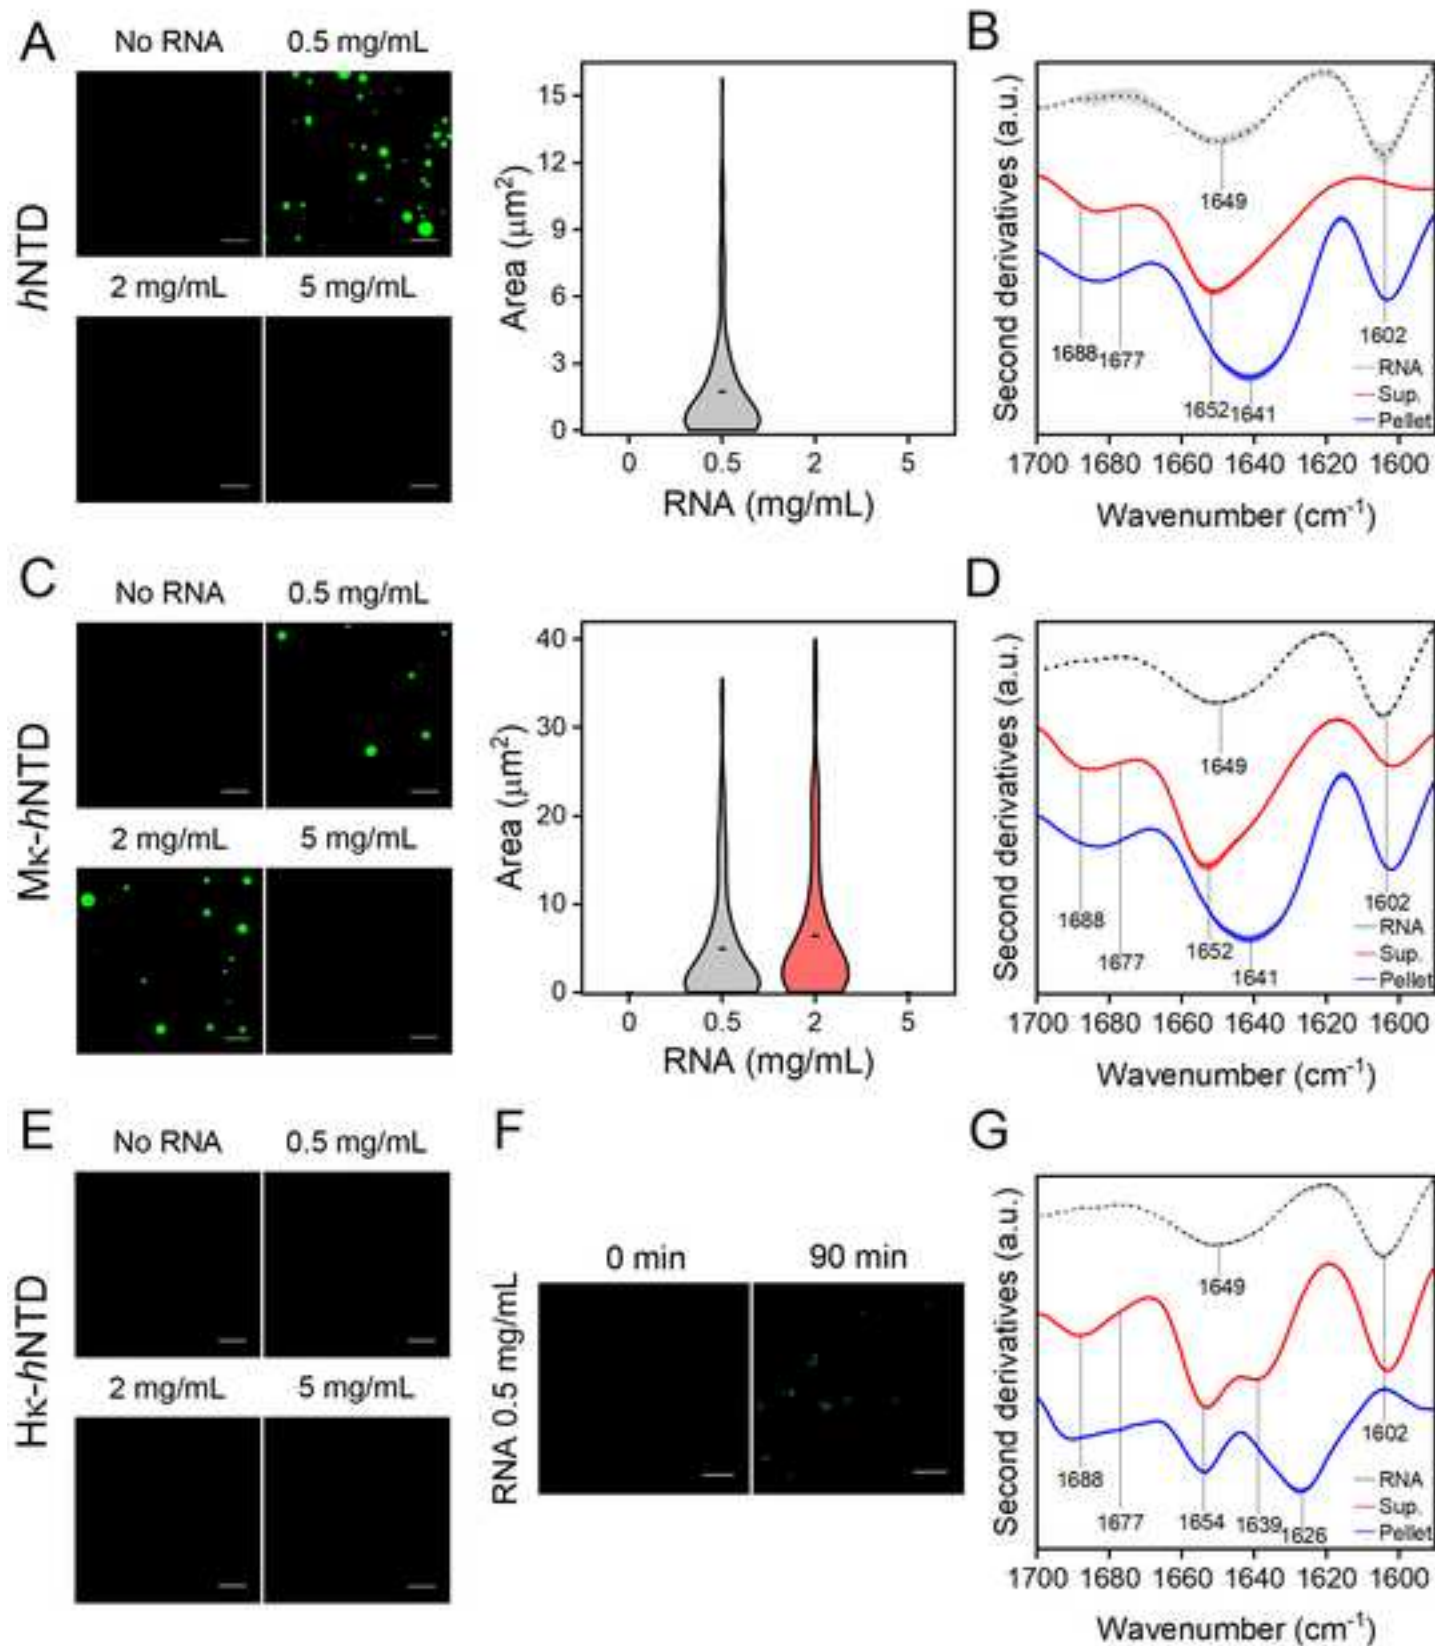 A
No RNA 0.5 mg/mL
2 mg/mL 5 mg/mL
hNTD
Area (μm²)
15
12
9
6
3
0
0 0.5 2 5
RNA (mg/mL)
B
Second derivatives (a.u.)
1649
1688 1677
1652 1641
1602
RNA
Sup.
Pellet
1700 1680 1660 1640 1620 1600
Wavenumber (cm⁻¹)
C
No RNA 0.5 mg/mL
2 mg/mL 5 mg/mL
Mκ-hNTD
Area (μm²)
40
30
20
10
0
0 0.5 2 5
RNA (mg/mL)
D
Second derivatives (a.u.)
1649
1688
1677
1652
1641
1602
RNA
Sup.
Pellet
1700 1680 1660 1640 1620 1600
Wavenumber (cm⁻¹)
E
No RNA 0.5 mg/mL
2 mg/mL 5 mg/mL
Hκ-hNTD
F
0 min 90 min
RNA 0.5 mg/mL
G
Second derivatives (a.u.)
1649
1688
1677
1654 1639 1626
1602
RNA
Sup.
Pellet
1700 1680 1660 1640 1620 1600
Wavenumber (cm⁻¹)